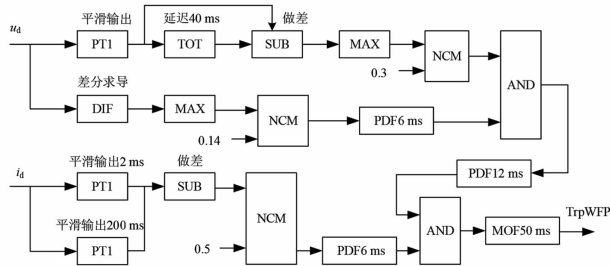 平滑输出 延迟40 ms 做差
u_d PT1 TOT SUB MAX NCM AND
0.3
差分求导
DIF MAX NCM PDF6 ms
0.14
PDF12 ms
平滑输出2 ms 做差
i_d PT1 SUB NCM AND MOF50 ms TrpWFP
平滑输出200 ms
PT1 0.5 PDF6 ms